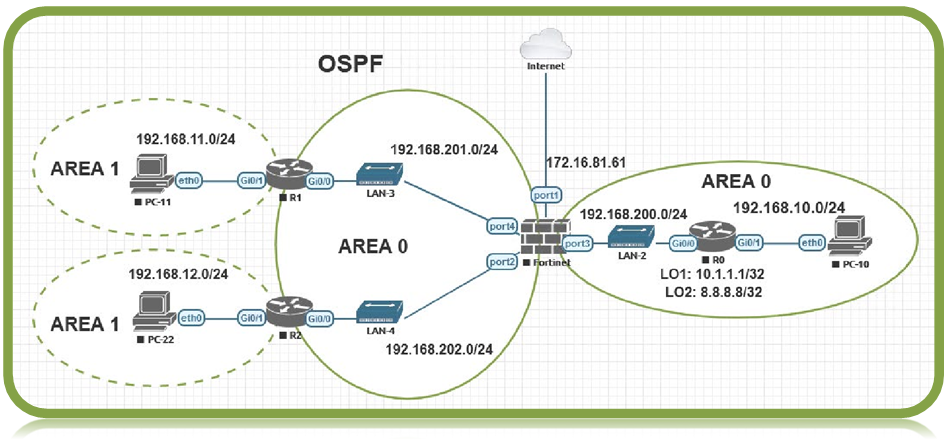 OSPF
Internet
172.16.81.61
port1
192.168.11.0/24
AREA 1
PC-11
eth0
Gi0/1
R1
Gi0/0
LAN-3
192.168.201.0/24
port4
AREA 0
192.168.12.0/24
AREA 1
PC-22
eth0
Gi0/1
R2
Gi0/0
LAN-4
192.168.202.0/24
port2
Fortinet
port3
AREA 0
192.168.200.0/24
192.168.10.0/24
LAN-2
Gi0/0
R0
Gi0/1
eth0
PC-10
LO1: 10.1.1.1/32
LO2: 8.8.8.8/32